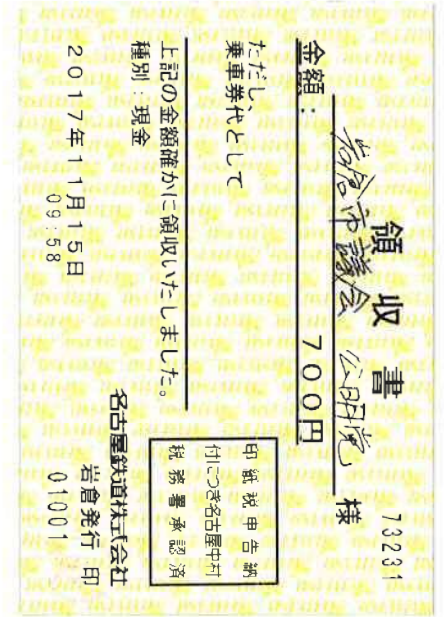 73231
領収書
岩倉市議会 公明党 様
金額: 700円
ただし、
乗車券代として
上記の金額確かに領収いたしました。
種別:現金
2017年11月15日
09:58
印紙税申告納
付につき名古屋中村
税務署承認済
名古屋鉄道株式会社
岩倉発行 印
01001